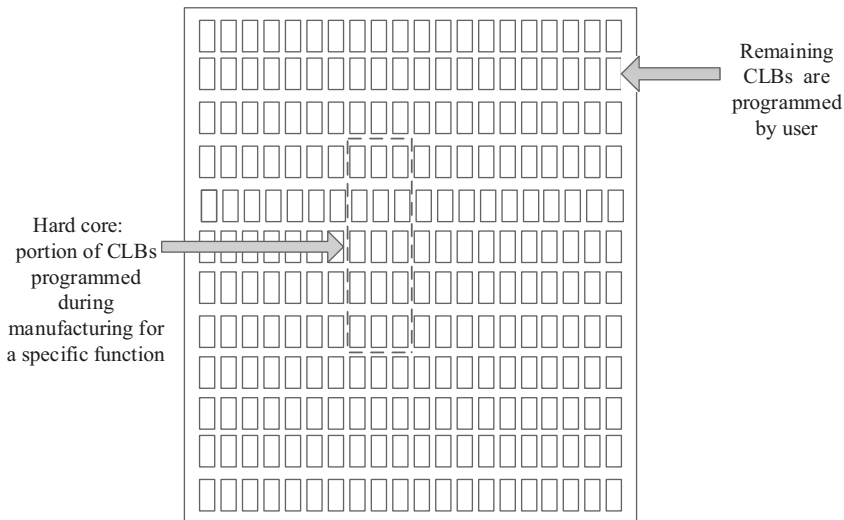 Remaining
CLBs are
programmed
by user
Hard core:
portion of CLBs
programmed
during
manufacturing for
a specific function